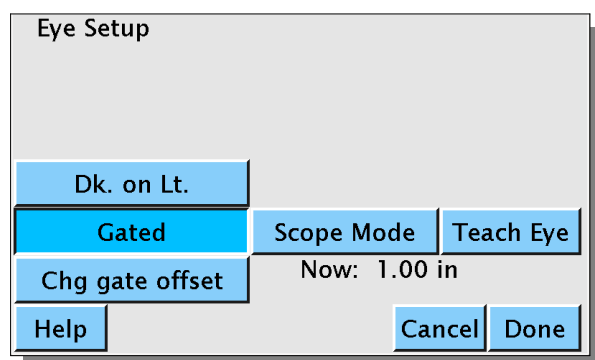 Eye Setup
Dk. on Lt.
Gated Scope Mode Teach Eye
Chg gate offset Now: 1.00 in
Help Cancel Done